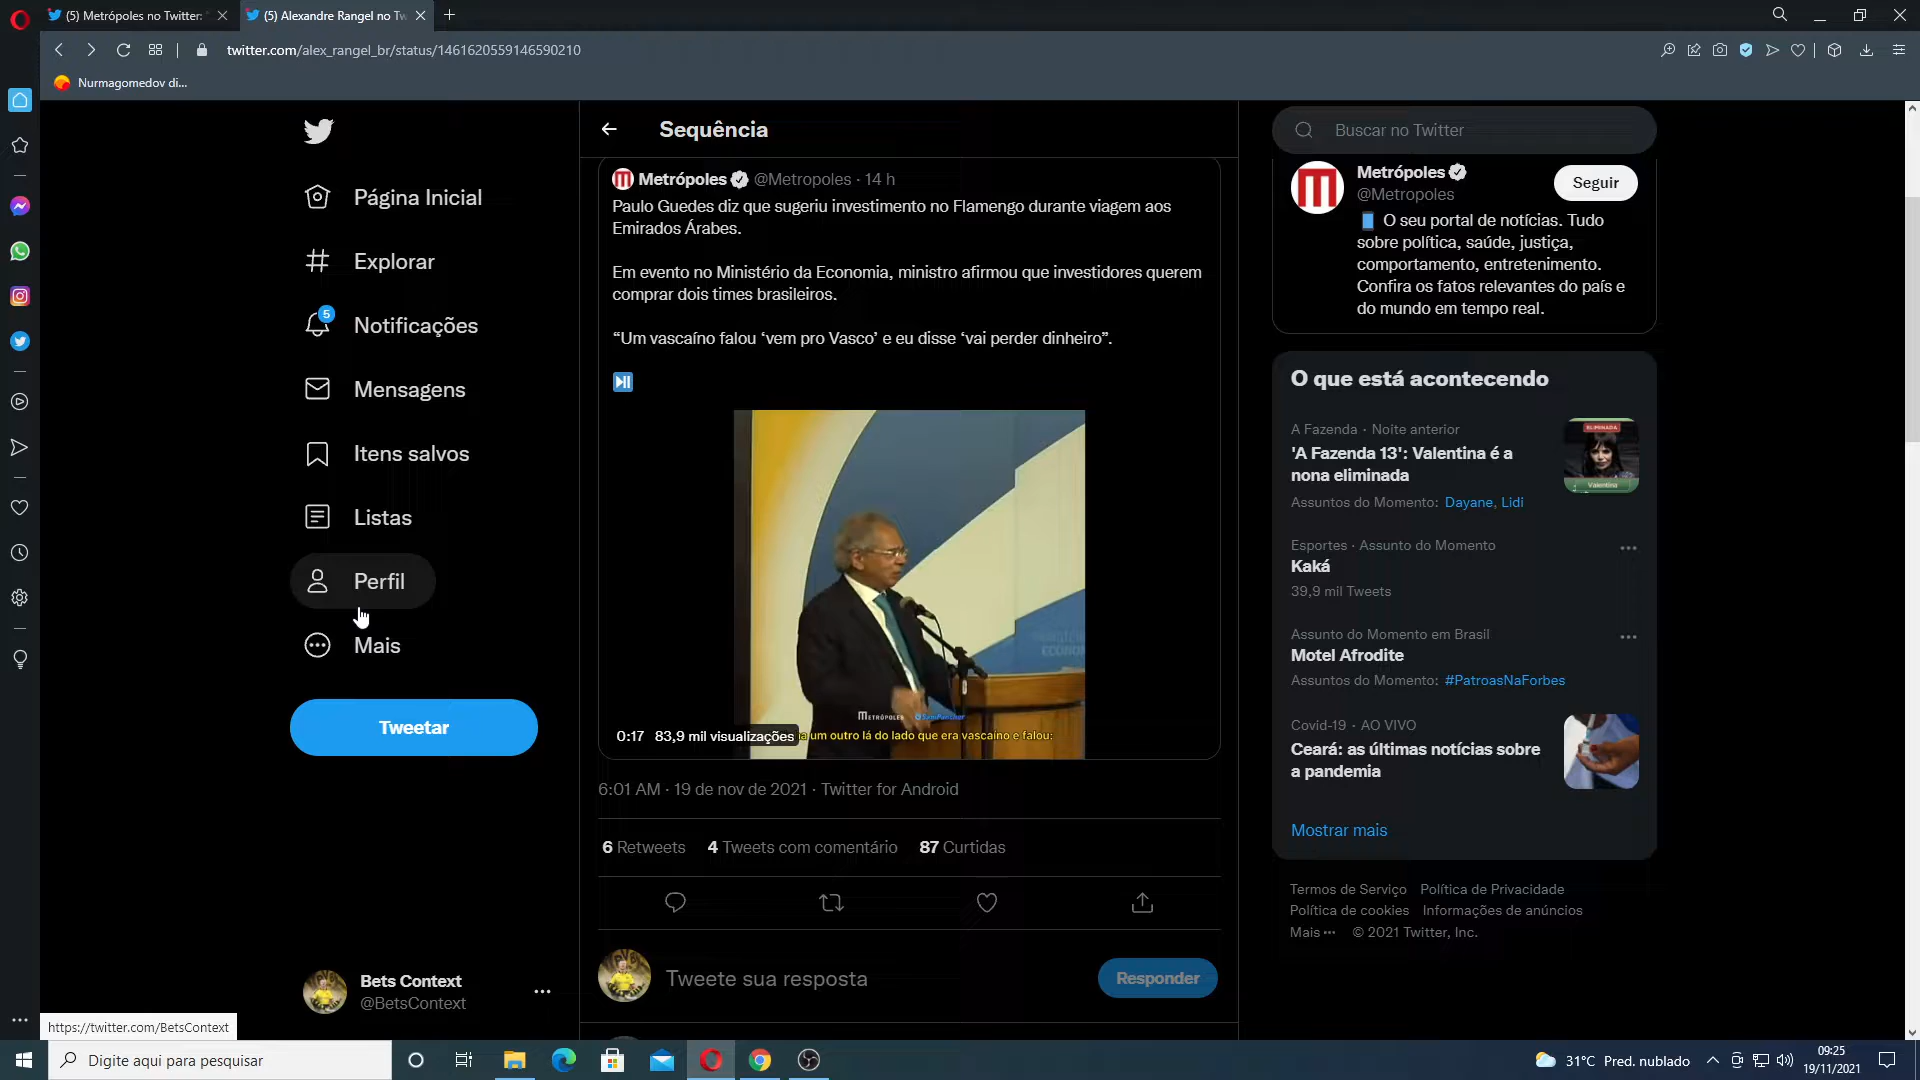 (5) Metrópoles no Twitter:
(5) Alexandre Rangel no Tw
twitter.com/alex_rangel_br/status/1461620559146590210
Nurmagomedov di...
Página Inicial
Explorar
5
Notificações
Mensagens
Itens salvos
Listas
Perfil
Mais
Tweetar
Bets Context
@BetsContext
https://twitter.com/BetsContext
Sequência
Metrópoles @Metropoles · 14 h
Paulo Guedes diz que sugeriu investimento no Flamengo durante viagem aos
Emirados Árabes.
Em evento no Ministério da Economia, ministro afirmou que investidores querem
comprar dois times brasileiros.
“Um vascaíno falou ‘vem pro Vasco’ e eu disse ‘vai perder dinheiro”.
METRÓPOLES @SamPancher
0:17 83,9 mil visualizações
um outro lá do lado que era vascaíno e falou:
6:01 AM · 19 de nov de 2021 · Twitter for Android
6 Retweets 4 Tweets com comentário 87 Curtidas
Tweete sua resposta
Responder
Buscar no Twitter
Metrópoles
@Metropoles
Seguir
O seu portal de notícias. Tudo
sobre política, saúde, justiça,
comportamento, entretenimento.
Confira os fatos relevantes do país e
do mundo em tempo real.
O que está acontecendo
A Fazenda · Noite anterior
'A Fazenda 13': Valentina é a
nona eliminada
Assuntos do Momento: Dayane, Lidi
ELIMINADA
Valentina
Esportes · Assunto do Momento
Kaká
39,9 mil Tweets
Assunto do Momento em Brasil
Motel Afrodite
Assuntos do Momento: #PatroasNaForbes
Covid-19 · AO VIVO
Ceará: as últimas notícias sobre
a pandemia
Mostrar mais
Termos de Serviço Política de Privacidade
Política de cookies Informações de anúncios
Mais ··· © 2021 Twitter, Inc.
Digite aqui para pesquisar
31°C Pred. nublado
09:25
19/11/2021